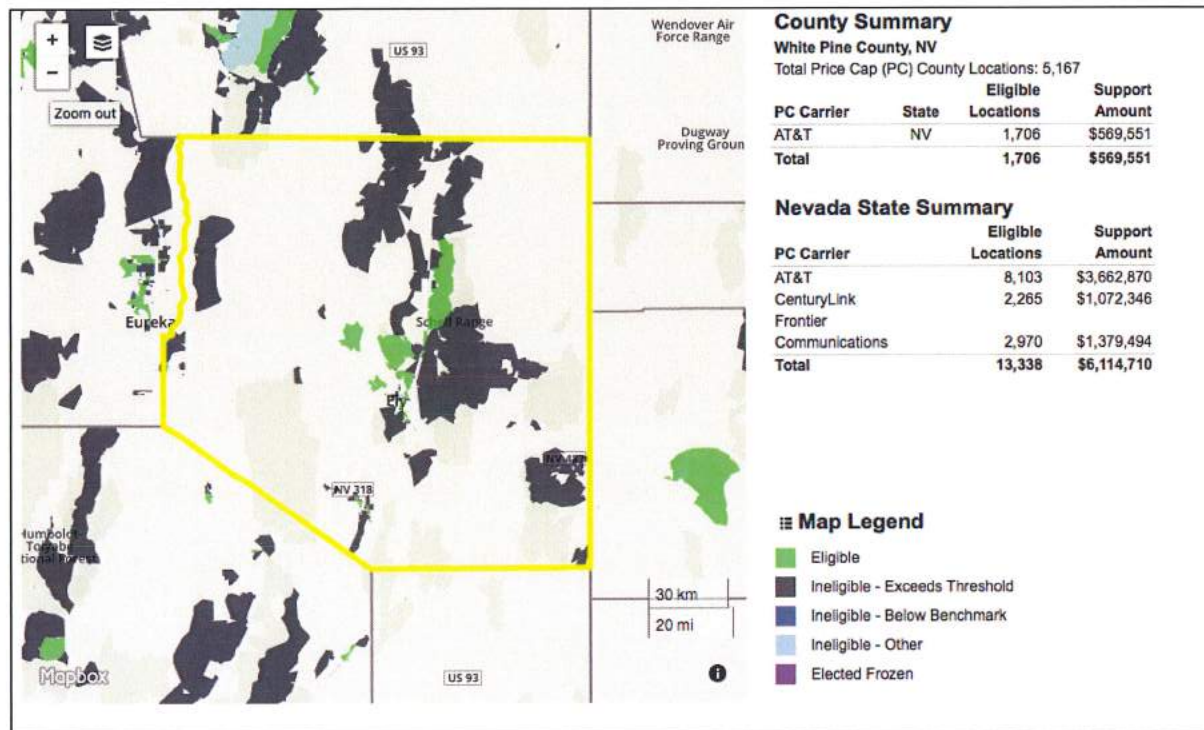 Wendover Air
Force Range
US 93
+
−
Zoom out
Dugway
Proving Groun
Eureka
Range
Ely
NV 318
Humboldt-
Toiyabe
tional Forest
30 km
20 mi
Mapbox
US 93
i
County Summary
White Pine County, NV
Total Price Cap (PC) County Locations: 5,167
Eligible Support
PC Carrier State Locations Amount
AT&T NV 1,706 $569,551
Total 1,706 $569,551
Nevada State Summary
Eligible Support
PC Carrier Locations Amount
AT&T 8,103 $3,662,870
CenturyLink 2,265 $1,072,346
Frontier
Communications 2,970 $1,379,494
Total 13,338 $6,114,710
Map Legend
Eligible
Ineligible - Exceeds Threshold
Ineligible - Below Benchmark
Ineligible - Other
Elected Frozen